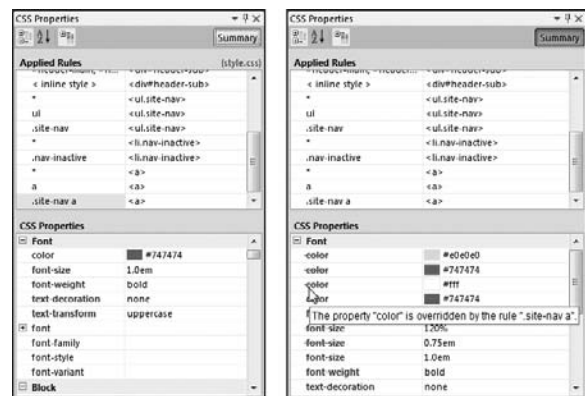 CSS Properties
Summary
Applied Rules (style.css)
< inline style > <div#header-sub>
* <ul.site-nav>
ul <ul.site-nav>
.site-nav <ul.site-nav>
* <li.nav-inactive>
.nav-inactive <li.nav-inactive>
* <a>
a <a>
.site-nav a <a>
CSS Properties
Font
color #747474
font-size 1.0em
font-weight bold
text-decoration none
text-transform uppercase
font
font-family
font-style
font-variant
Block
CSS Properties
Summary
Applied Rules
< inline style > <div#header-sub>
* <ul.site-nav>
ul <ul.site-nav>
.site-nav <ul.site-nav>
* <li.nav-inactive>
.nav-inactive <li.nav-inactive>
* <a>
a <a>
.site-nav a <a>
CSS Properties
Font
color #e0e0e0
color #747474
color #fff
color #747474
The property "color" is overridden by the rule ".site-nav a".
font-size 120%
font-size 0.75em
font-size 1.0em
font-weight bold
text-decoration none